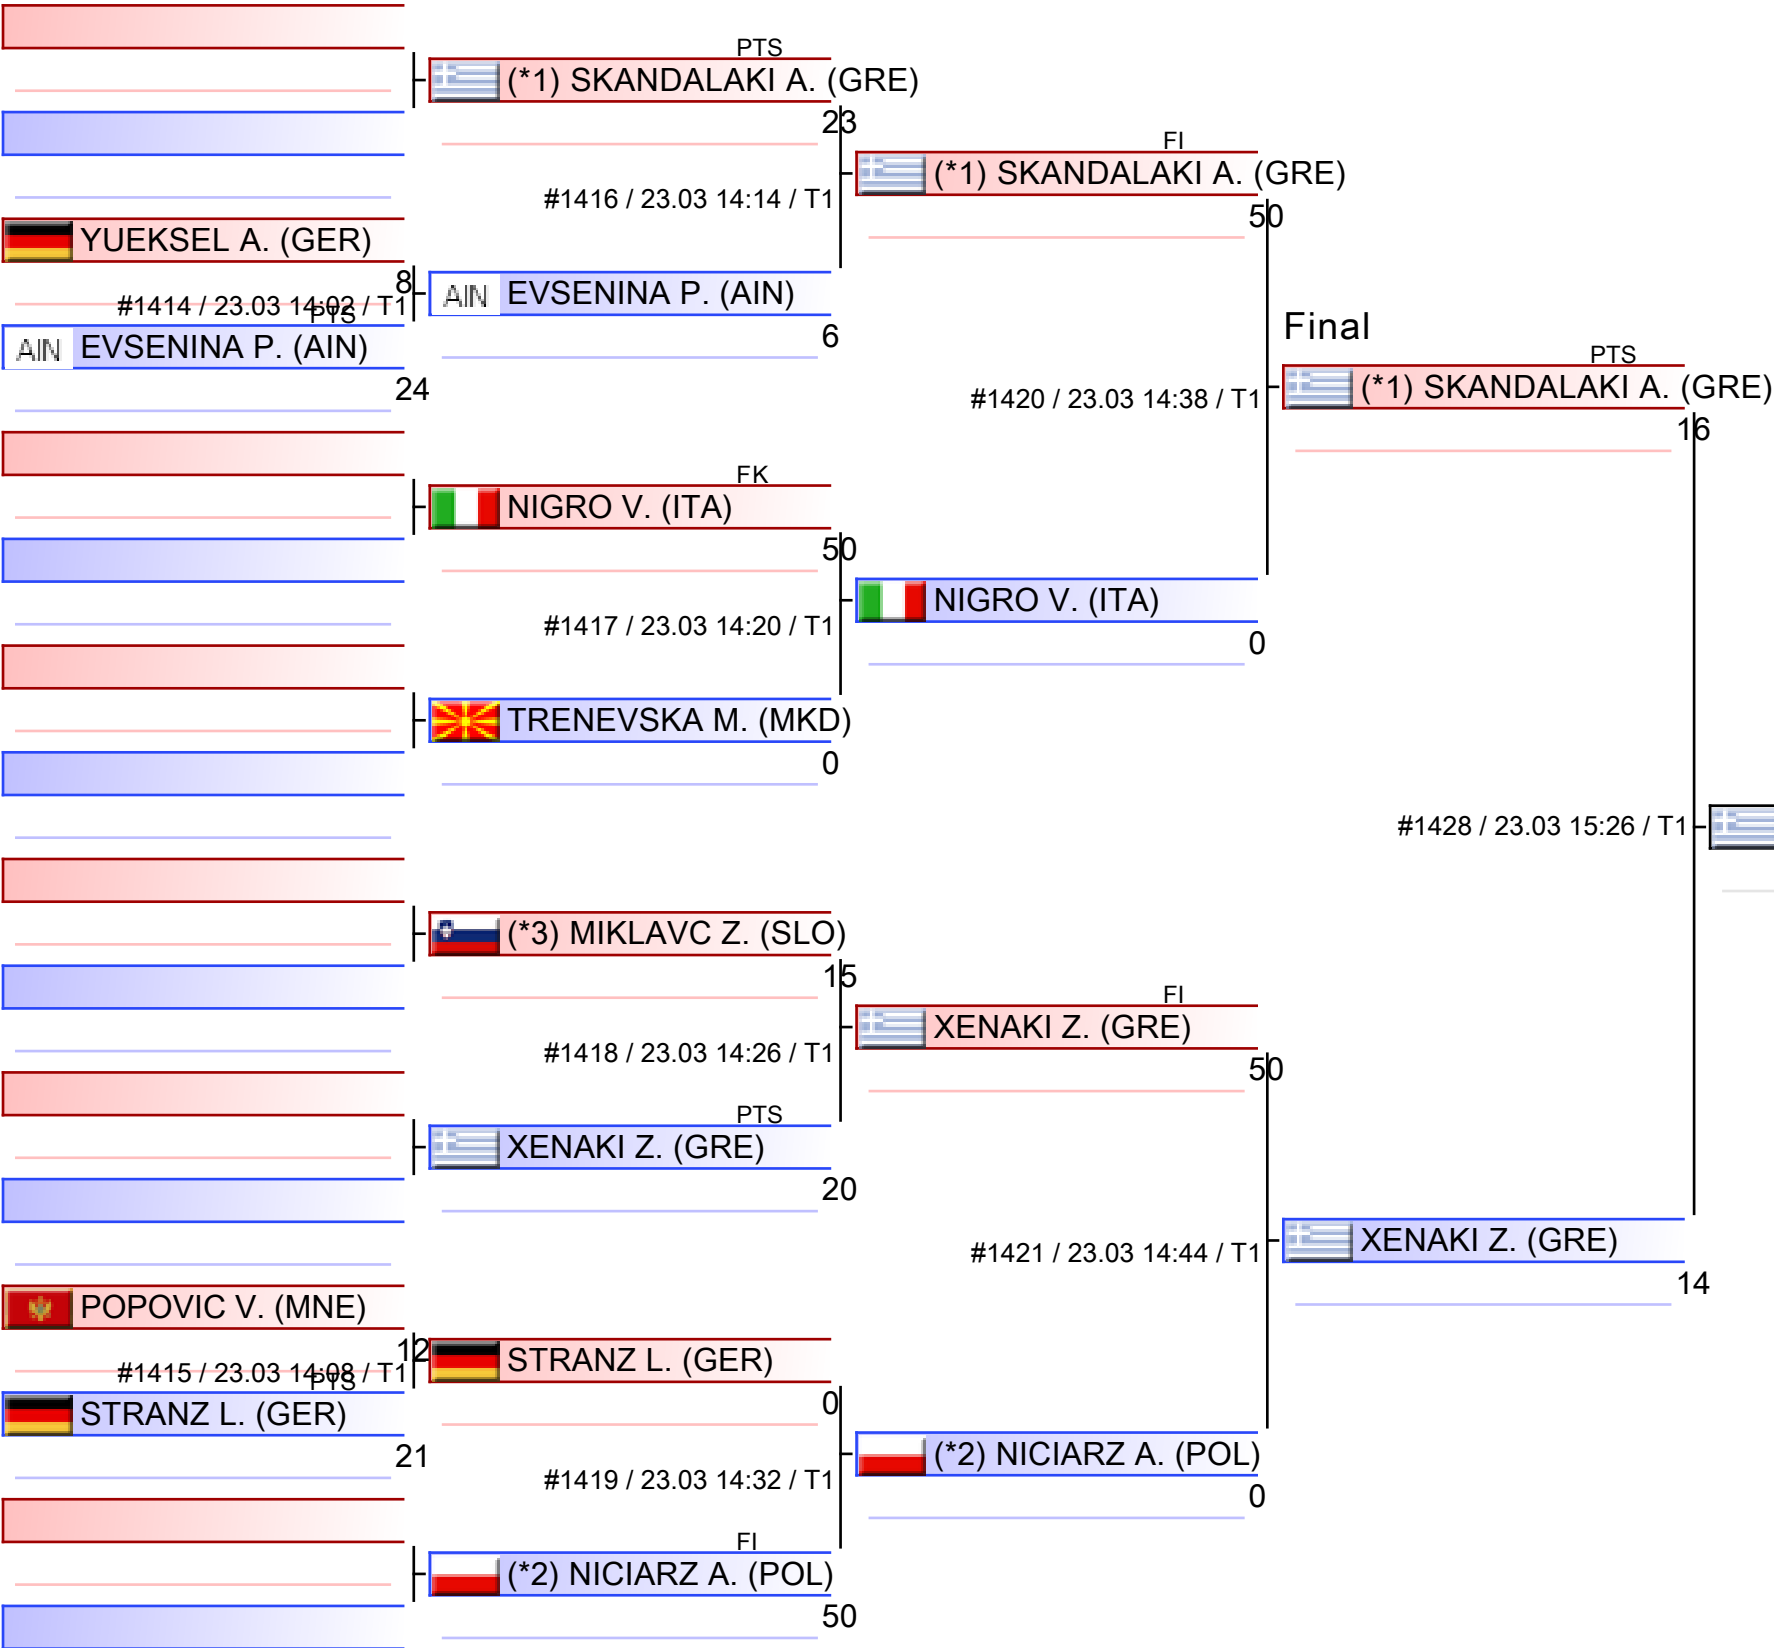 PTS
(*1) SKANDALAKI A. (GRE)
23
#1416 / 23.03 14:14 / T1
YUEKSEL A. (GER)
8
#1414 / 23.03 14:02 / T1
PTS
AIN EVSENINA P. (AIN)
24
AIN EVSENINA P. (AIN)
6
FI
(*1) SKANDALAKI A. (GRE)
50
#1420 / 23.03 14:38 / T1
Final
PTS
(*1) SKANDALAKI A. (GRE)
16
FK
NIGRO V. (ITA)
50
#1417 / 23.03 14:20 / T1
NIGRO V. (ITA)
0
TRENEVSKA M. (MKD)
0
#1428 / 23.03 15:26 / T1
(*3) MIKLAVC Z. (SLO)
15
#1418 / 23.03 14:26 / T1
FI
XENAKI Z. (GRE)
50
PTS
XENAKI Z. (GRE)
20
#1421 / 23.03 14:44 / T1
XENAKI Z. (GRE)
14
POPOVIC V. (MNE)
12
#1415 / 23.03 14:08 / T1
PTS
STRANZ L. (GER)
21
STRANZ L. (GER)
0
#1419 / 23.03 14:32 / T1
(*2) NICIARZ A. (POL)
0
FI
(*2) NICIARZ A. (POL)
50